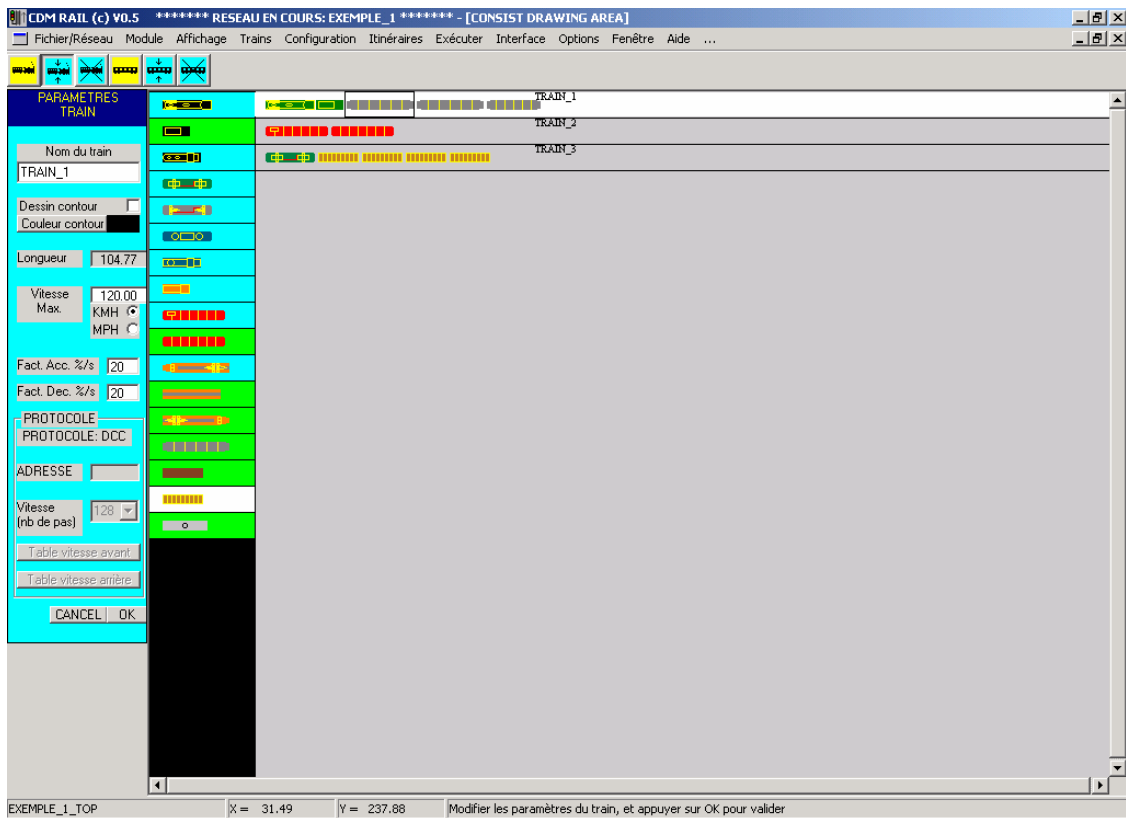 CDM RAIL (c) V0.5 ******* RESEAU EN COURS: EXEMPLE_1 ******* - [CONSIST DRAWING AREA]
Fichier/Réseau Module Affichage Trains Configuration Itinéraires Exécuter Interface Options Fenêtre Aide ...
PARAMETRES
TRAIN
Nom du train
TRAIN_1
Dessin contour
Couleur contour
Longueur 104.77
Vitesse 120.00
Max. KMH
MPH
Fact. Acc. %/s 20
Fact. Dec. %/s 20
PROTOCOLE
PROTOCOLE: DCC
ADRESSE
Vitesse 128
(nb de pas)
Table vitesse avant
Table vitesse arrière
CANCEL OK
TRAIN_1
TRAIN_2
TRAIN_3
EXEMPLE_1_TOP X = 31.49 Y = 237.88 Modifier les paramètres du train, et appuyer sur OK pour valider